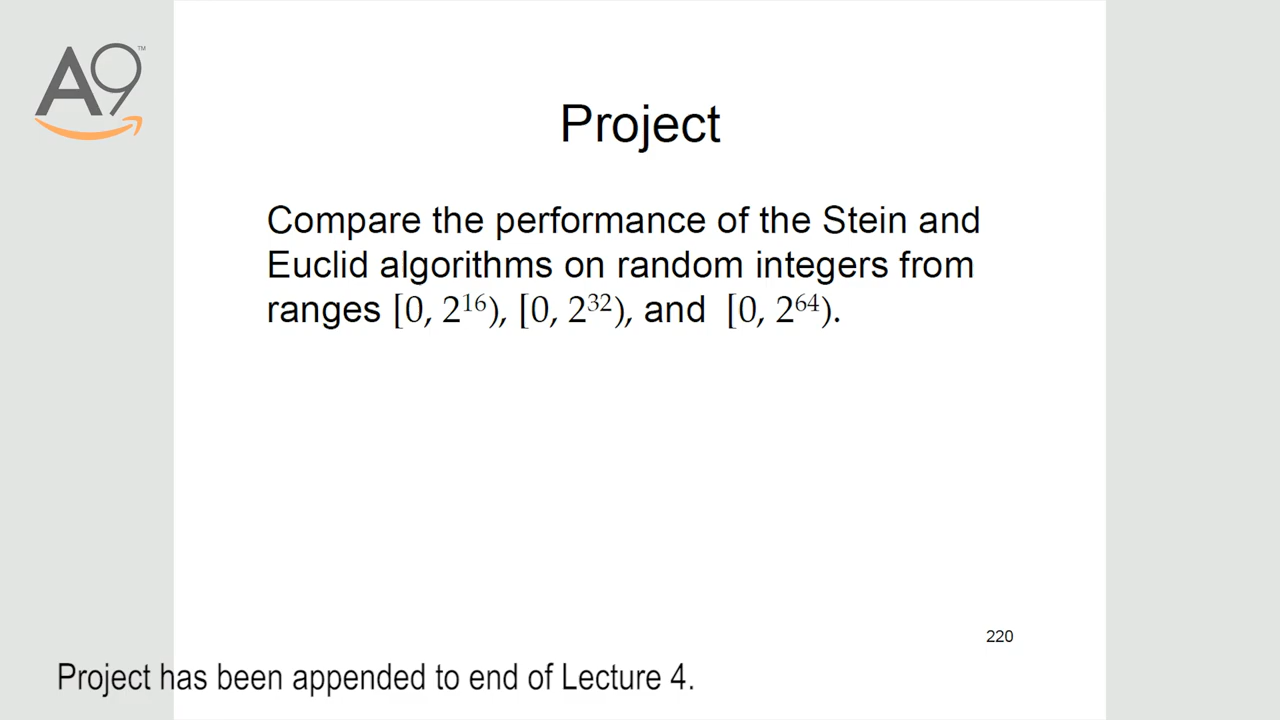 A9™
Project
Compare the performance of the Stein and
Euclid algorithms on random integers from
ranges [0, 2¹⁶), [0, 2³²), and [0, 2⁶⁴).
220
Project has been appended to end of Lecture 4.